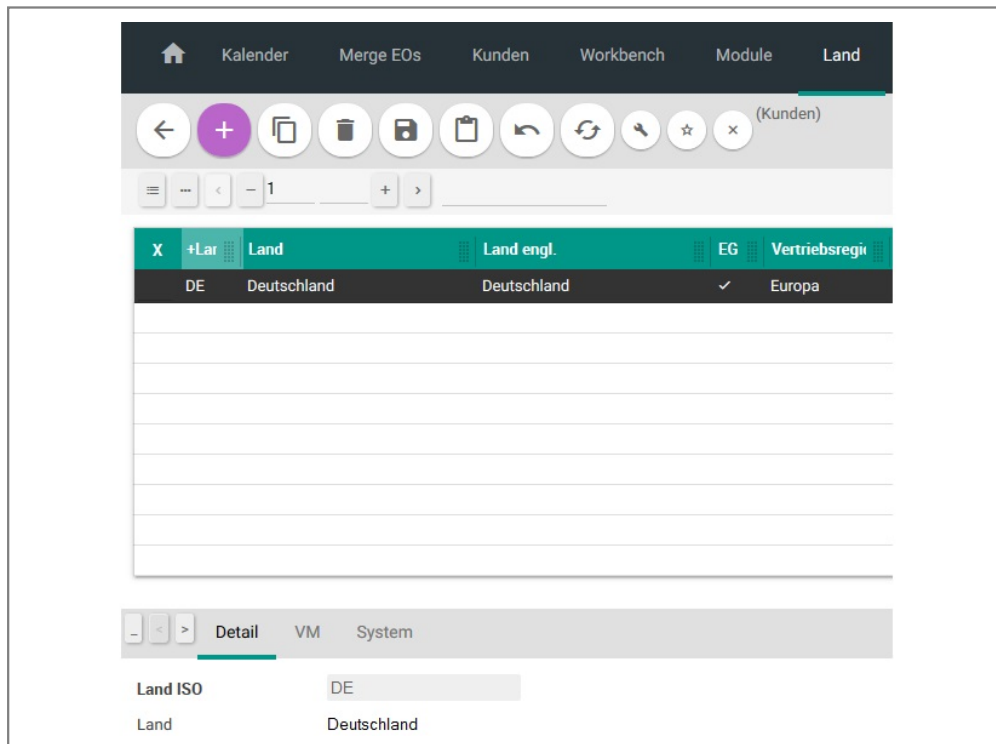 Kalender Merge EOs Kunden Workbench Module Land
(Kunden)
1
X +Lar Land Land engl. EG Vertriebsregi
DE Deutschland Deutschland Europa
Detail VM System
Land ISO DE
Land Deutschland